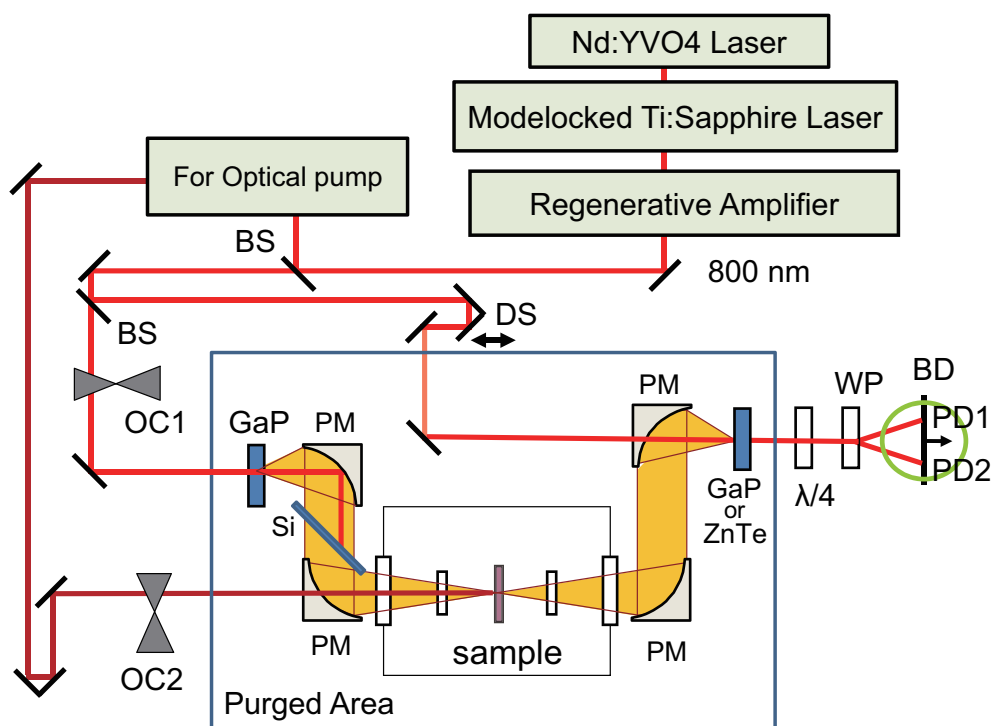 Nd:YVO4 Laser
Modelocked Ti:Sapphire Laser
For Optical pump
Regenerative Amplifier
BS
800 nm
BS
DS
OC1
GaP
PM
PM
WP
BD
PD1
PD2
λ/4
GaP
or
ZnTe
Si
PM
sample
PM
OC2
Purged Area